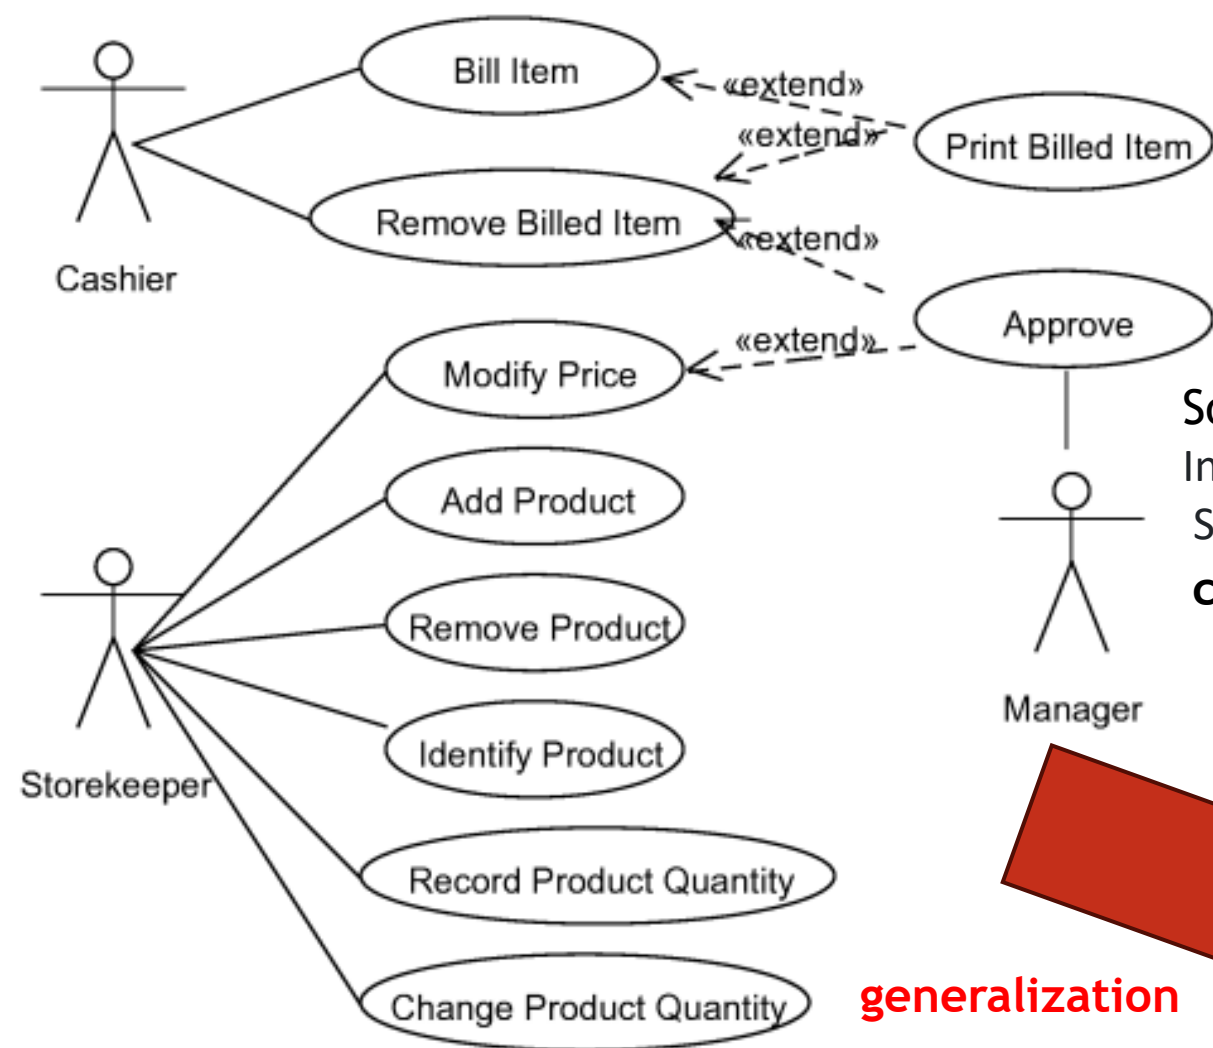 Bill Item
«extend»
«extend»
Print Billed Item
Remove Billed Item
«extend»
Cashier
Approve
«extend»
Modify Price
Add Product
Remove Product
Manager
Identify Product
Storekeeper
Record Product Quantity
generalization
Change Product Quantity